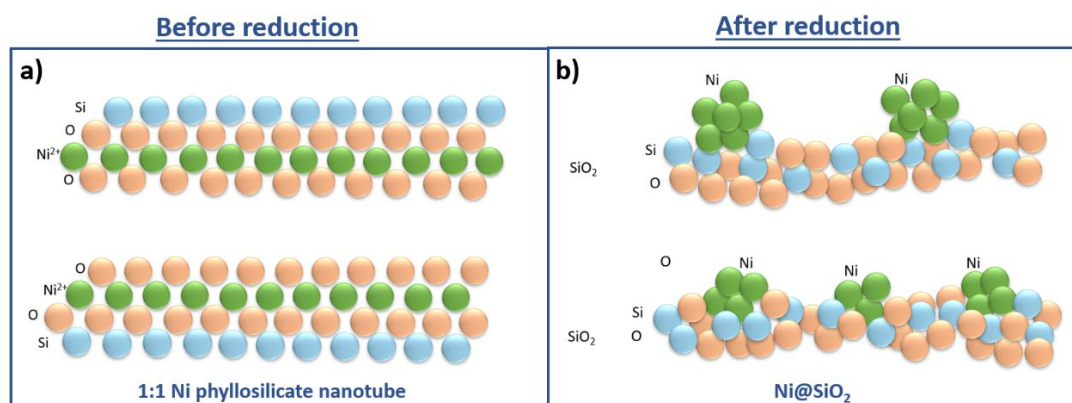 Before reduction
After reduction
a)
Si
O
Ni²⁺
O
O
Ni²⁺
O
Si
1:1 Ni phyllosilicate nanotube
b)
Ni
Ni
Si
SiO₂
O
O
Ni
Ni
Ni
Si
SiO₂
O
Ni@SiO₂